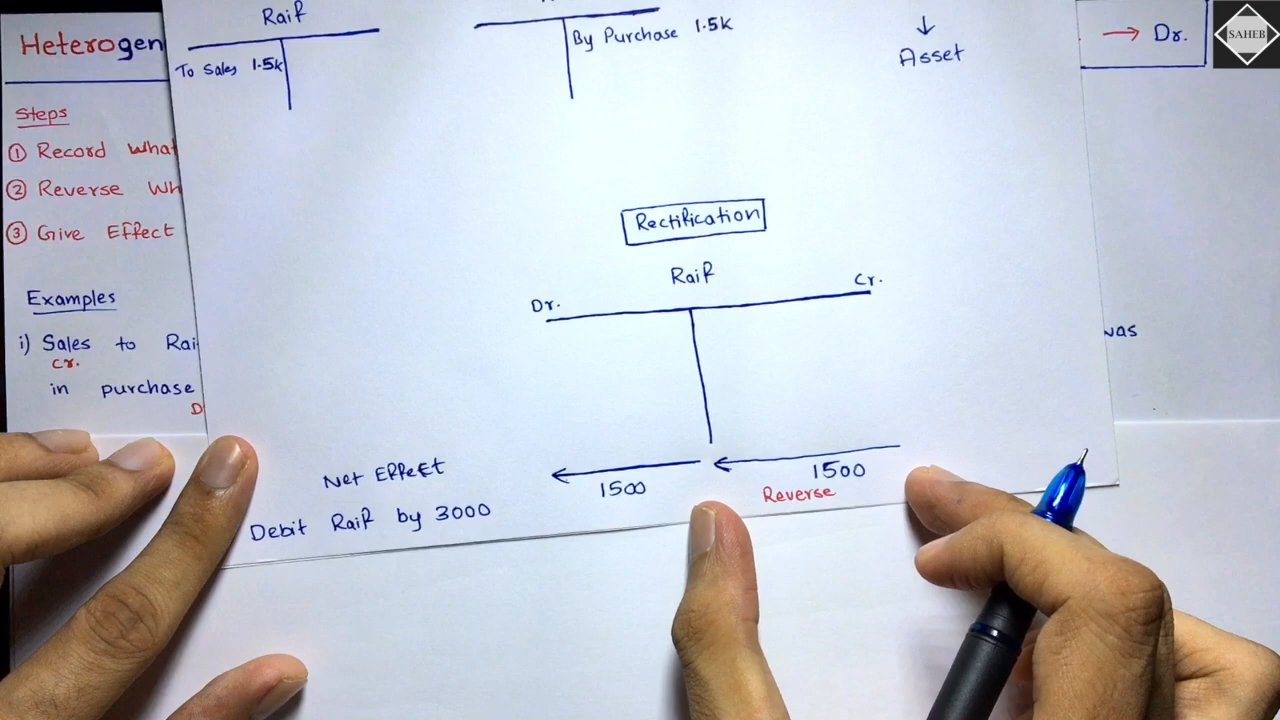 Heterogen
Steps
① Record What
② Reverse Wh
③ Give Effect
Examples
i) Sales to Rai
Cr.
in purchase
D
Raif
To Sales 1.5k
By Purchase 1.5k
↓
Asset
→ Dr.
SAHEB
was
Rectification
Raif
Dr.
Cr.
1500
1500
Reverse
Net Effect
Debit Raif by 3000